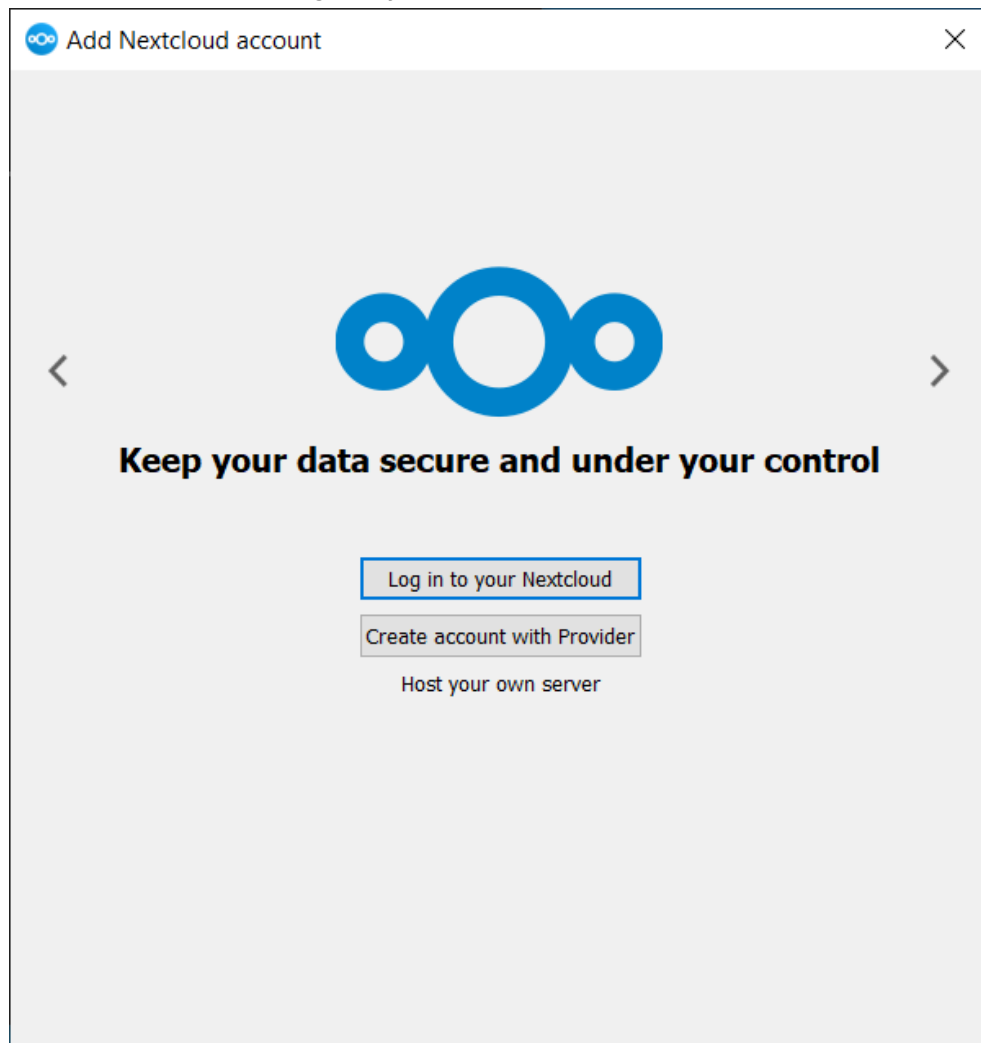 Add Nextcloud account
Keep your data secure and under your control
Log in to your Nextcloud
Create account with Provider
Host your own server